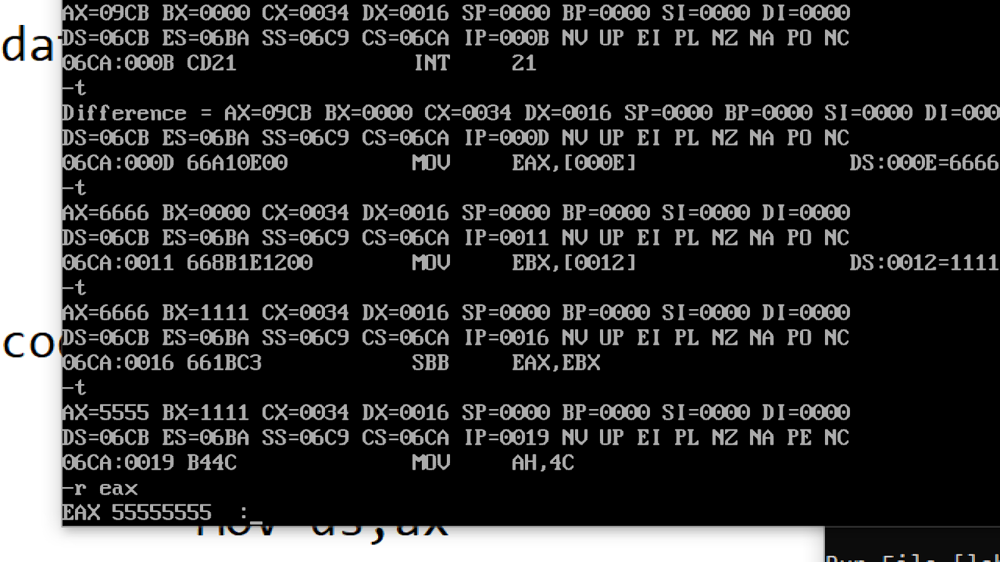 AX=09CB BX=0000 CX=0034 DX=0016 SP=0000 BP=0000 SI=0000 DI=0000
DS=06CB ES=06BA SS=06C9 CS=06CA IP=000B NV UP EI PL NZ NA PO NC
06CA:000B CD21 INT 21
-t
Difference = AX=09CB BX=0000 CX=0034 DX=0016 SP=0000 BP=0000 SI=0000 DI=000
DS=06CB ES=06BA SS=06C9 CS=06CA IP=000D NV UP EI PL NZ NA PO NC
06CA:000D 66A10E00 MOV EAX,[000E] DS:000E=6666
-t
AX=6666 BX=0000 CX=0034 DX=0016 SP=0000 BP=0000 SI=0000 DI=0000
DS=06CB ES=06BA SS=06C9 CS=06CA IP=0011 NV UP EI PL NZ NA PO NC
06CA:0011 668B1E1200 MOV EBX,[0012] DS:0012=1111
-t
AX=6666 BX=1111 CX=0034 DX=0016 SP=0000 BP=0000 SI=0000 DI=0000
DS=06CB ES=06BA SS=06C9 CS=06CA IP=0016 NV UP EI PL NZ NA PO NC
06CA:0016 661BC3 SBB EAX,EBX
-t
AX=5555 BX=1111 CX=0034 DX=0016 SP=0000 BP=0000 SI=0000 DI=0000
DS=06CB ES=06BA SS=06C9 CS=06CA IP=0019 NV UP EI PL NZ NA PE NC
06CA:0019 B44C MOV AH,4C
-r eax
EAX 55555555 :_
mov ds,ax